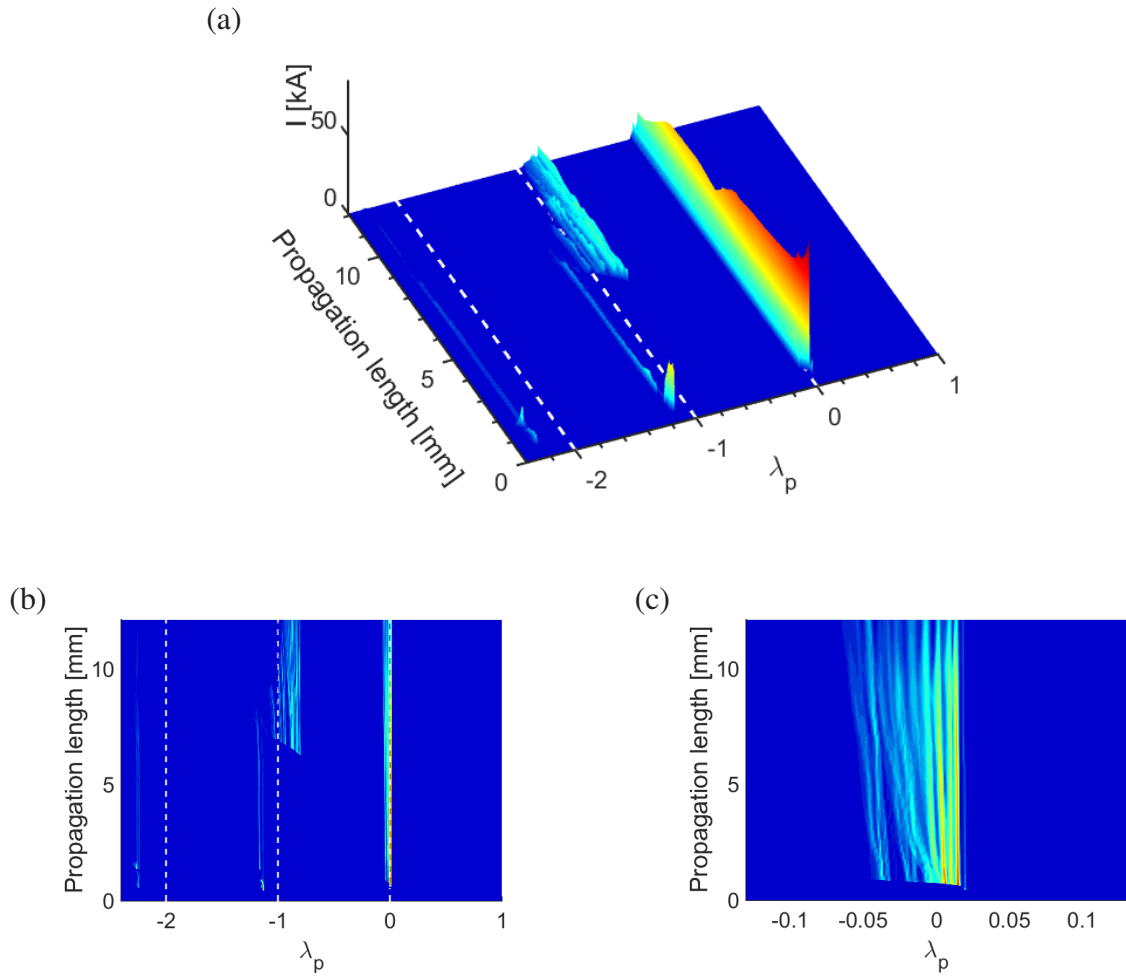 (a)
I [kA]
50
0
Propagation length [mm]
10
5
0
-2
-1
0
1
λp
(b)
Propagation length [mm]
10
5
0
-2
-1
0
1
λp
(c)
Propagation length [mm]
10
5
0
-0.1
-0.05
0
0.05
0.1
λp